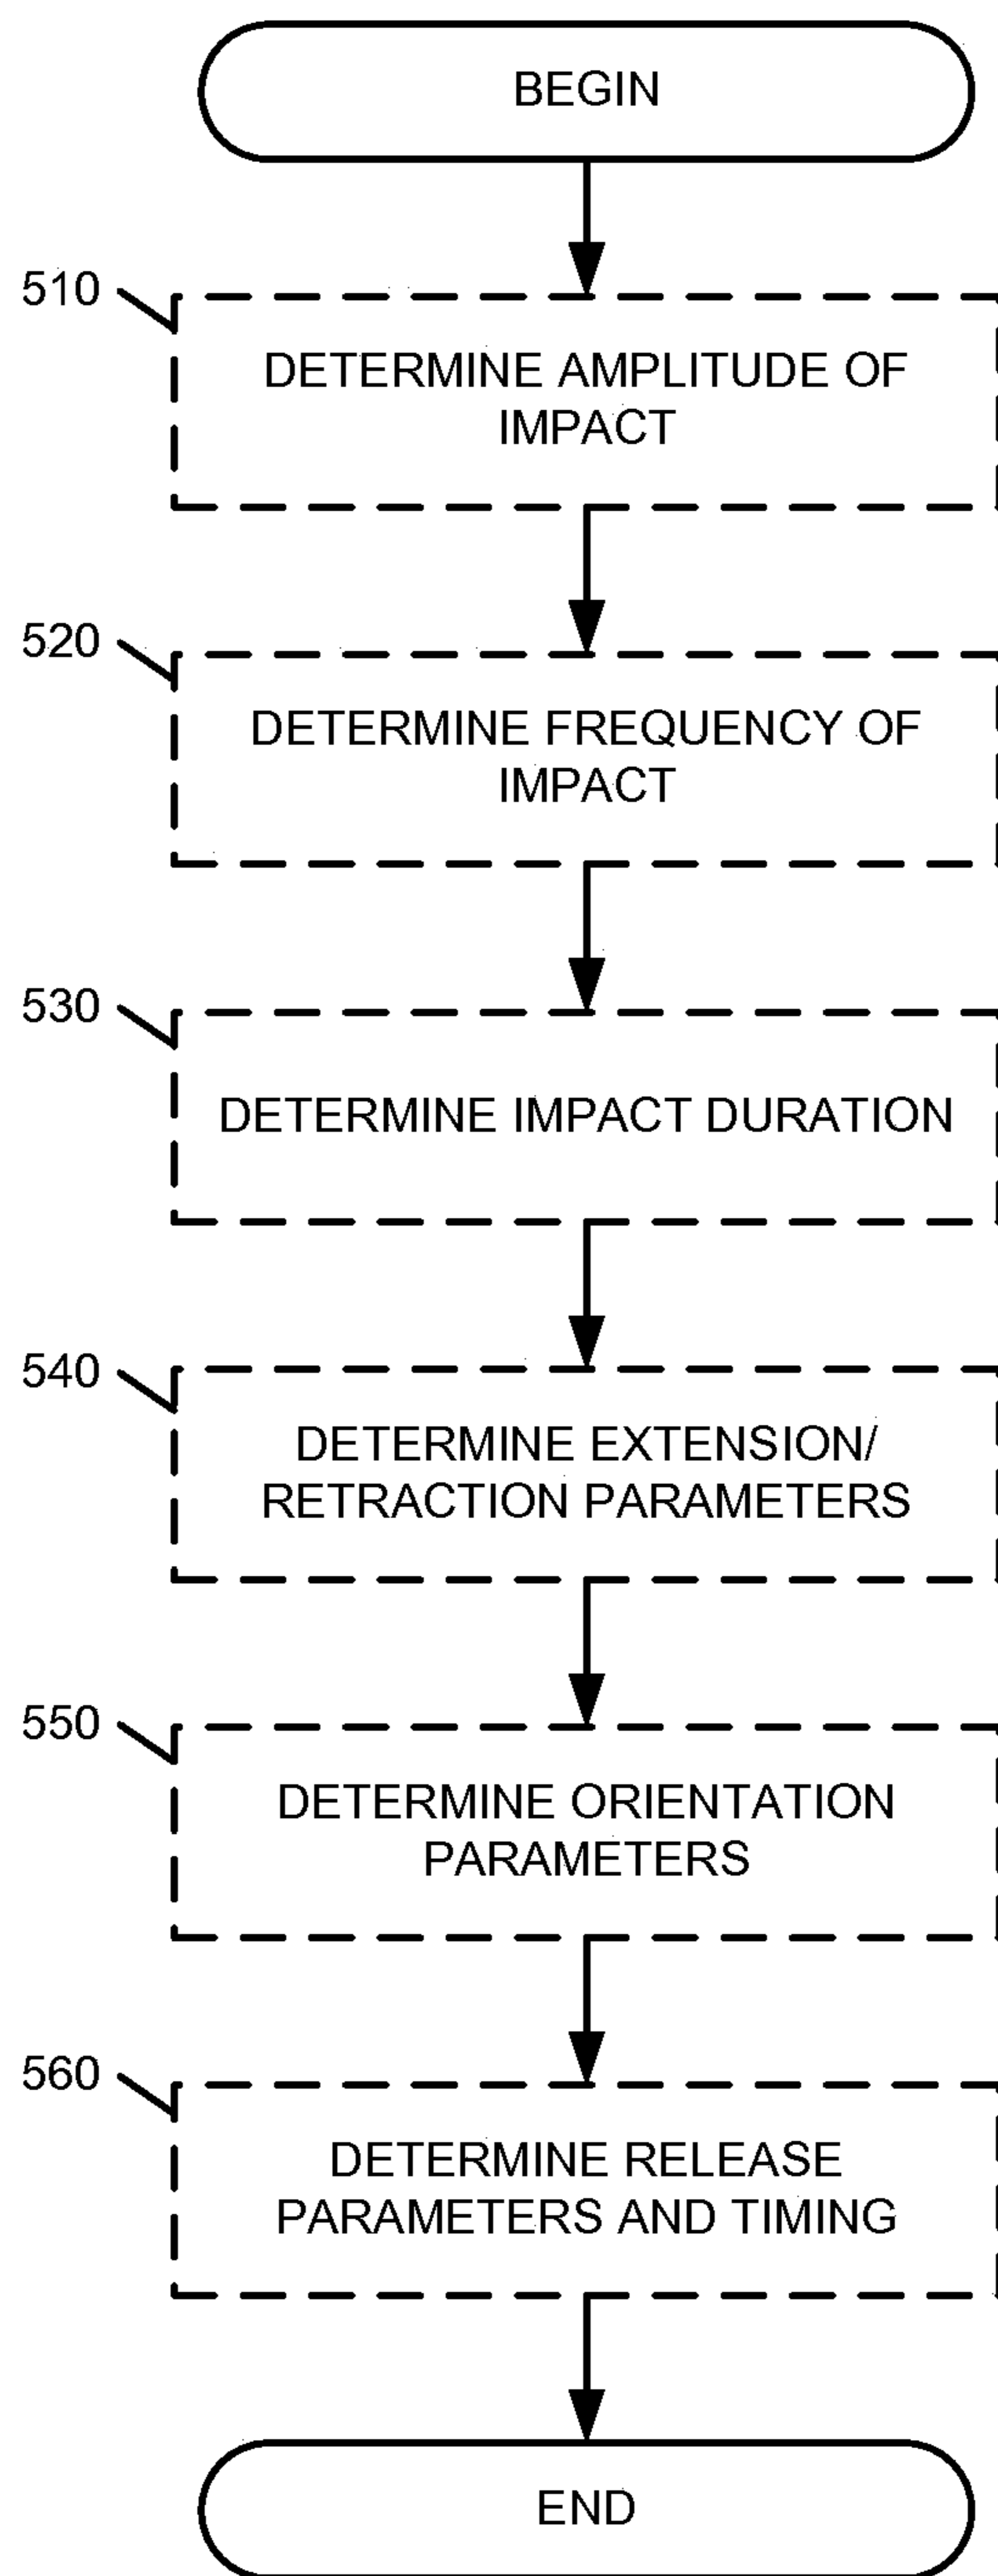 BEGIN
510
DETERMINE AMPLITUDE OF
IMPACT
520
DETERMINE FREQUENCY OF
IMPACT
530
DETERMINE IMPACT DURATION
540
DETERMINE EXTENSION/
RETRACTION PARAMETERS
550
DETERMINE ORIENTATION
PARAMETERS
560
DETERMINE RELEASE
PARAMETERS AND TIMING
END